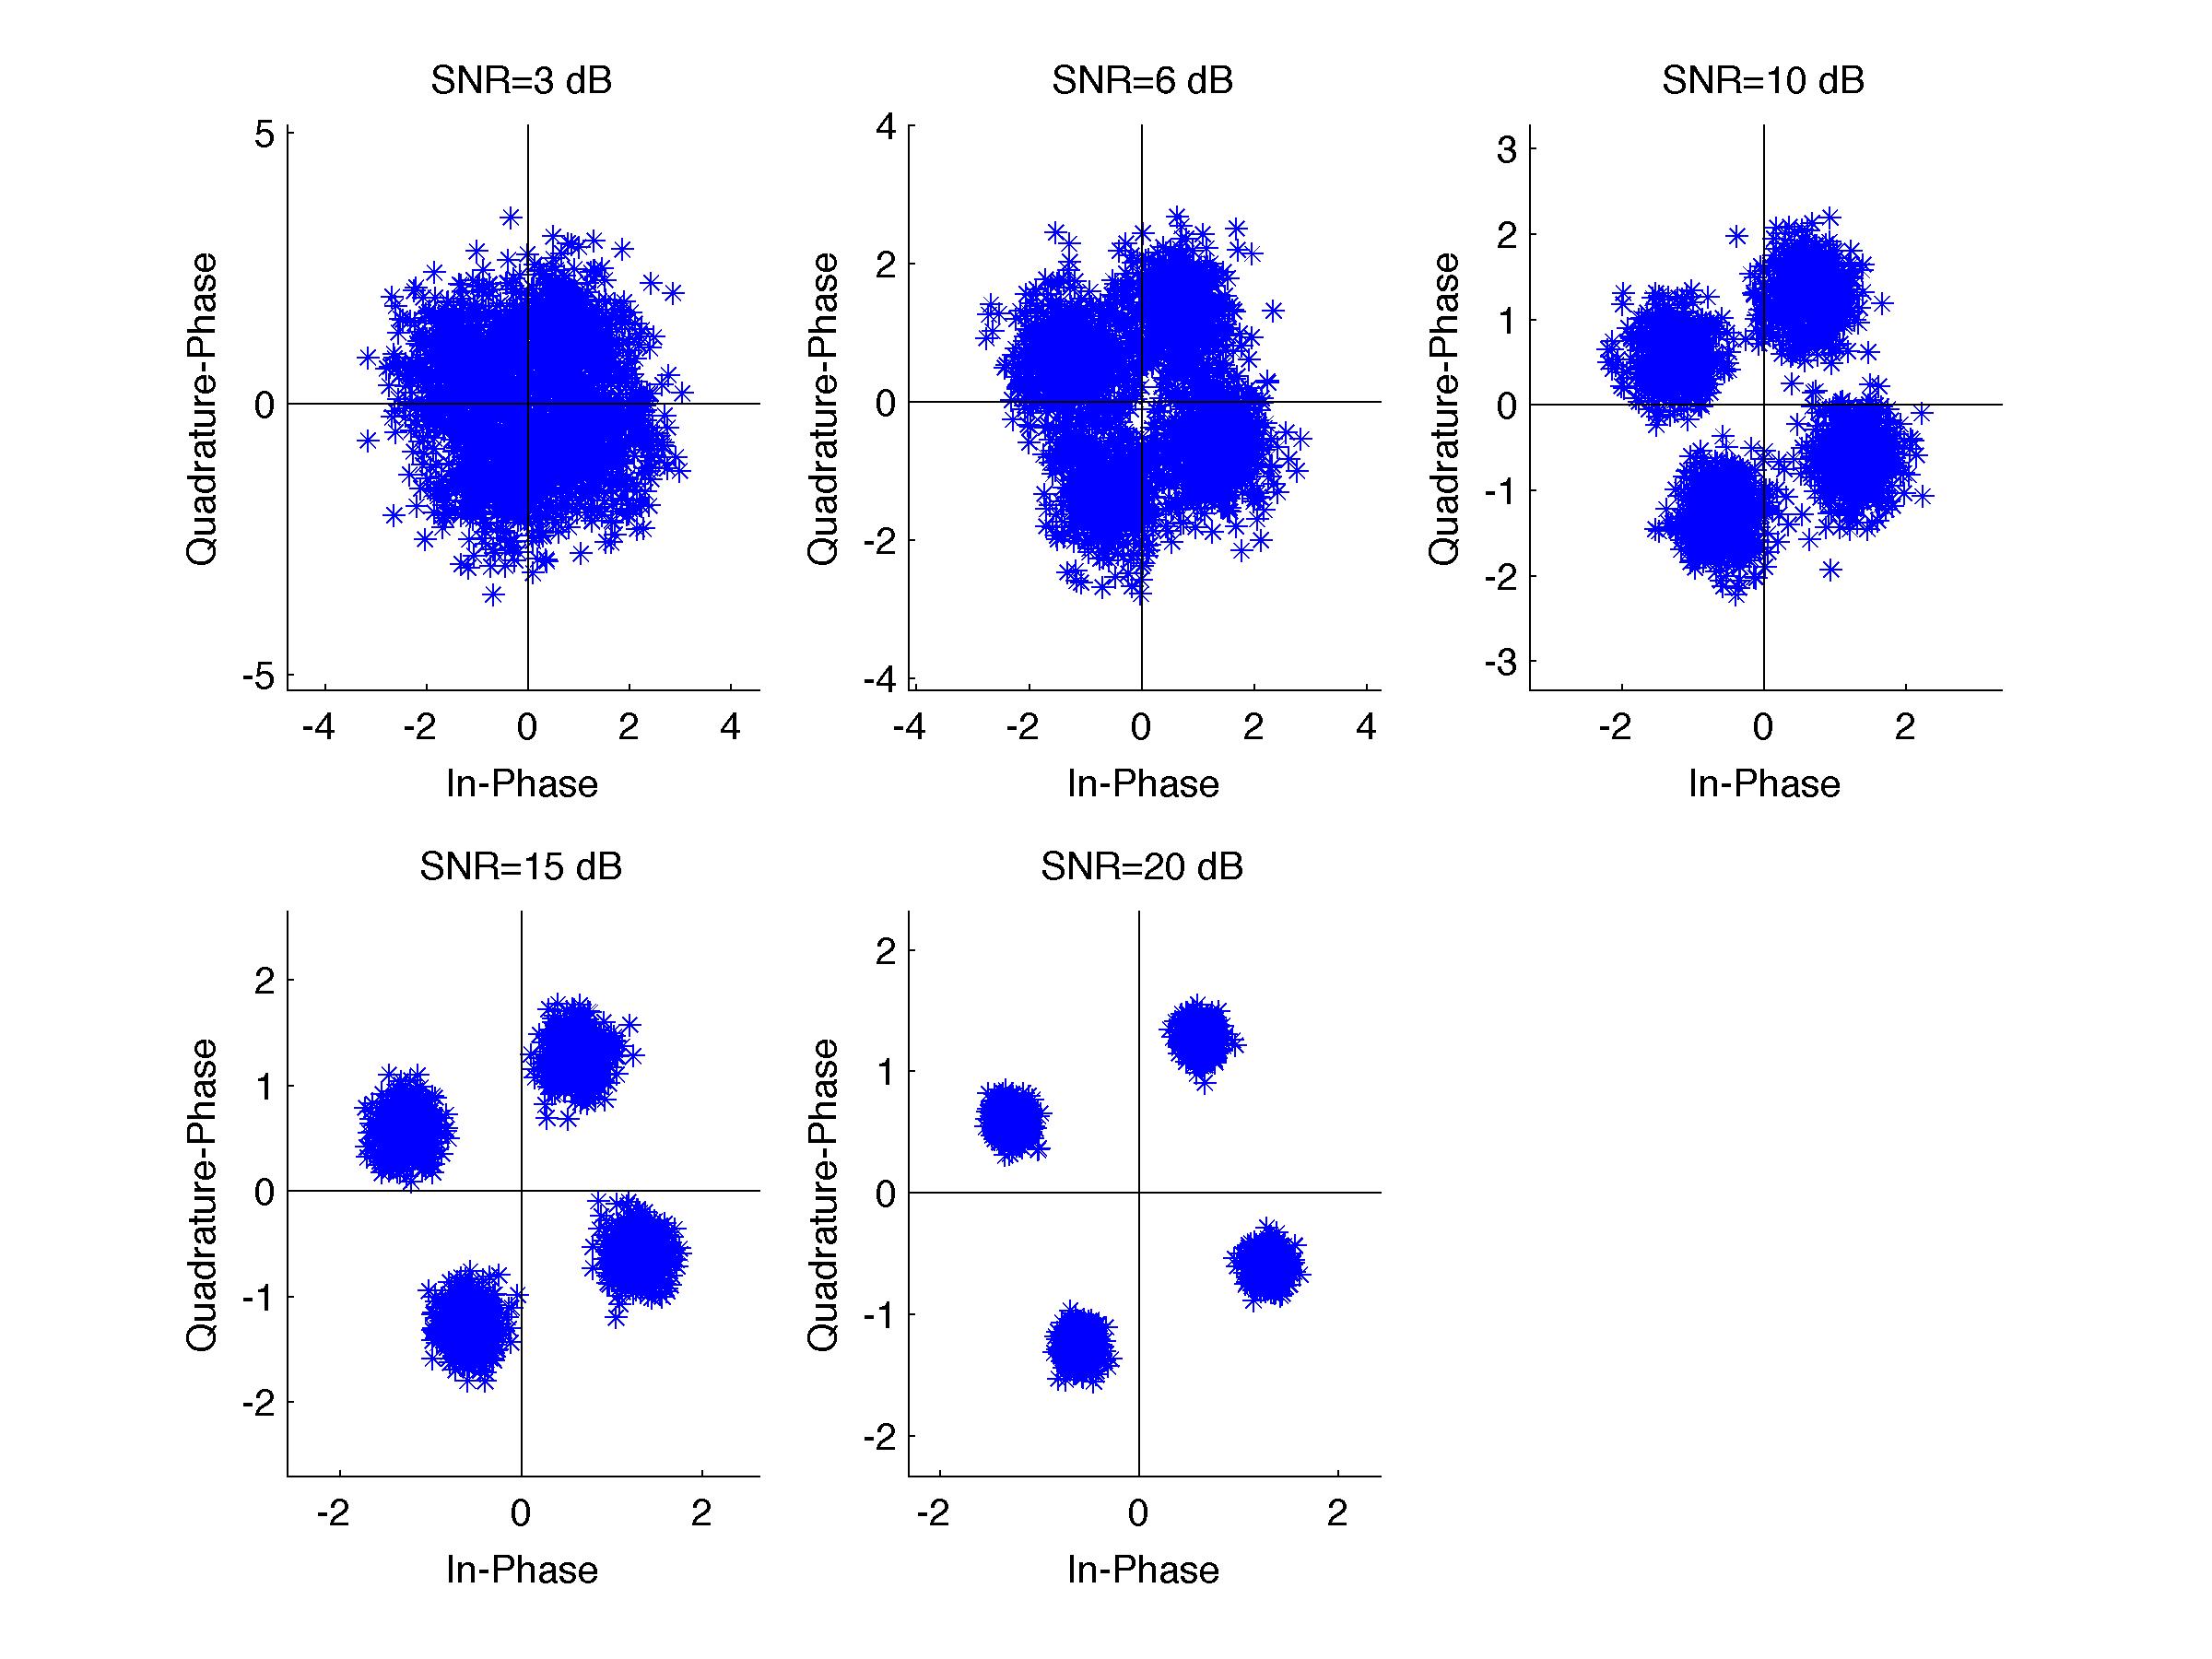 SNR=3 dB
5
0
-5
Quadrature-Phase
-4 -2 0 2 4
In-Phase
SNR=6 dB
4
2
0
-2
-4
Quadrature-Phase
-4 -2 0 2 4
In-Phase
SNR=10 dB
3
2
1
0
-1
-2
-3
Quadrature-Phase
-2 0 2
In-Phase
SNR=15 dB
2
1
0
-1
-2
Quadrature-Phase
-2 0 2
In-Phase
SNR=20 dB
2
1
0
-1
-2
Quadrature-Phase
-2 0 2
In-Phase